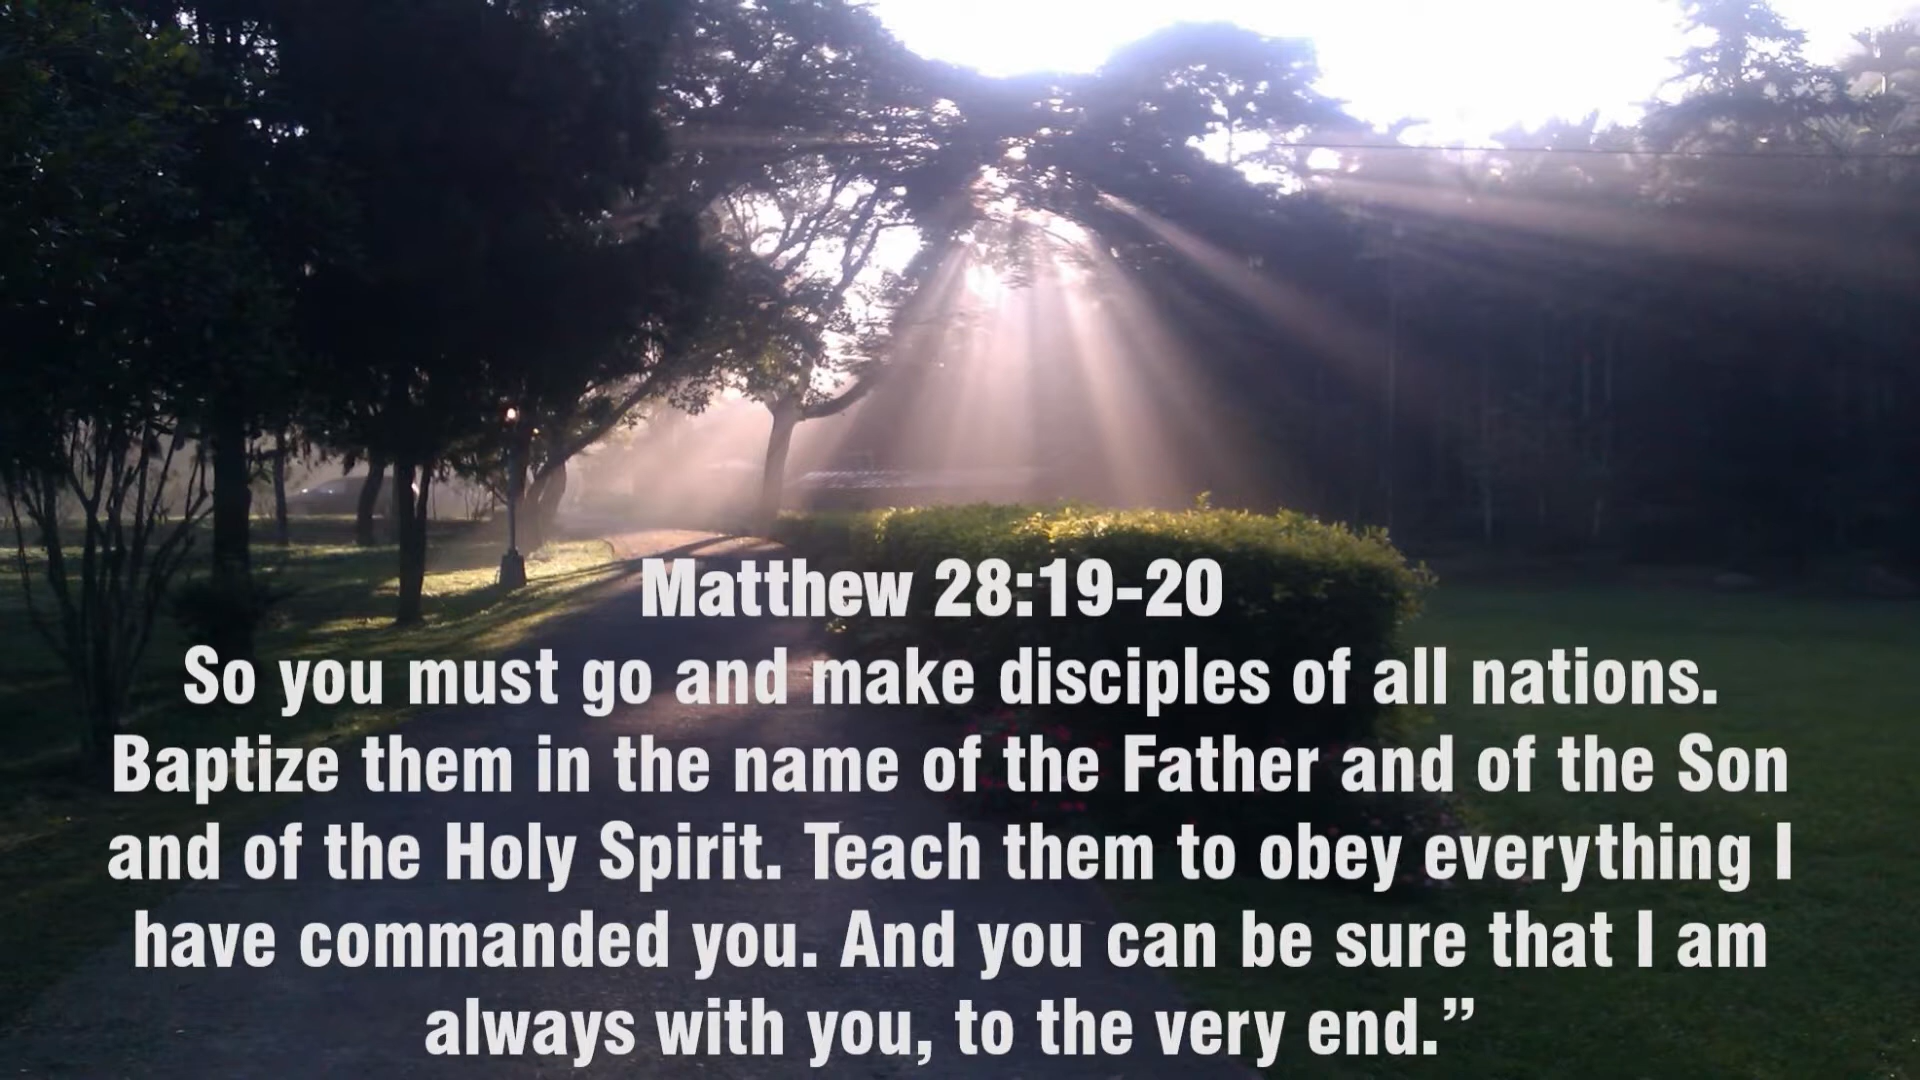 Matthew 28:19-20
So you must go and make disciples of all nations.
Baptize them in the name of the Father and of the Son
and of the Holy Spirit. Teach them to obey everything I
have commanded you. And you can be sure that I am
always with you, to the very end.”